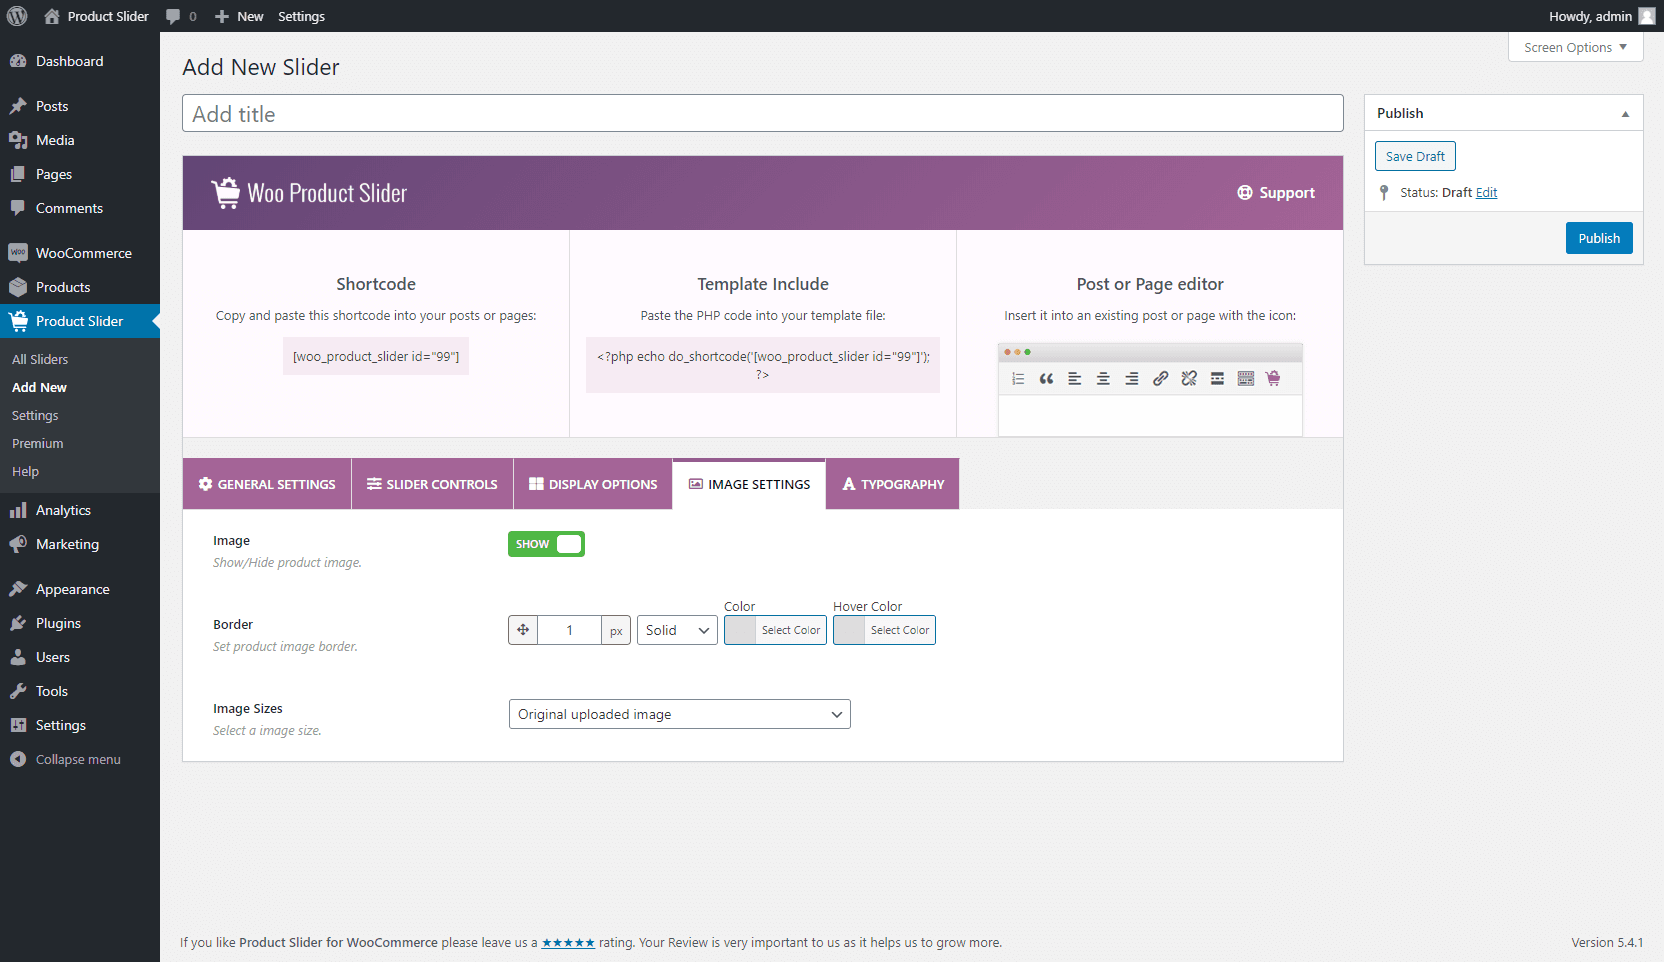 Product Slider
0
New
Settings
Howdy, admin
Dashboard
Posts
Media
Pages
Comments
WooCommerce
Products
Product Slider
All Sliders
Add New
Settings
Premium
Help
Analytics
Marketing
Appearance
Plugins
Users
Tools
Settings
Collapse menu
Screen Options
Add New Slider
Add title
Woo Product Slider
Support
Shortcode
Copy and paste this shortcode into your posts or pages:
[woo_product_slider id="99"]
Template Include
Paste the PHP code into your template file:
<?php echo do_shortcode('[woo_product_slider id="99"]');
?>
Post or Page editor
Insert it into an existing post or page with the icon:
GENERAL SETTINGS
SLIDER CONTROLS
DISPLAY OPTIONS
IMAGE SETTINGS
TYPOGRAPHY
Image
Show/Hide product image.
SHOW
Border
Set product image border.
1
px
Solid
Color
Select Color
Hover Color
Select Color
Image Sizes
Select a image size.
Original uploaded image
Publish
Save Draft
Status: Draft Edit
Publish
If you like Product Slider for WooCommerce please leave us a ★★★★★ rating. Your Review is very important to us as it helps us to grow more.
Version 5.4.1